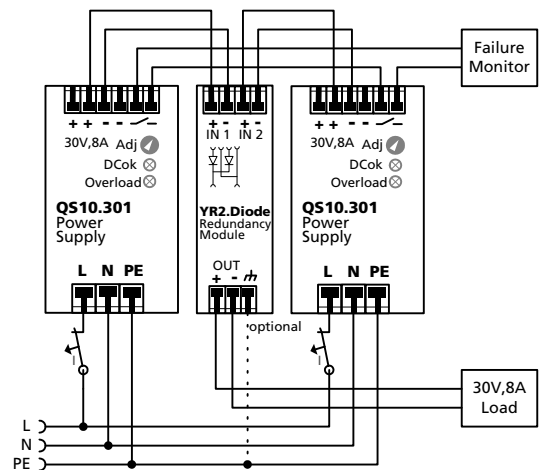 Failure
Monitor
+ + - -
30V,8A Adj
DCok
Overload
QS10.301
Power
Supply
L N PE
+ - + -
IN 1 IN 2
YR2.Diode
Redundancy
Module
OUT
+ -
optional
+ + - -
30V,8A Adj
DCok
Overload
QS10.301
Power
Supply
L N PE
I
I
30V,8A
Load
L
N
PE